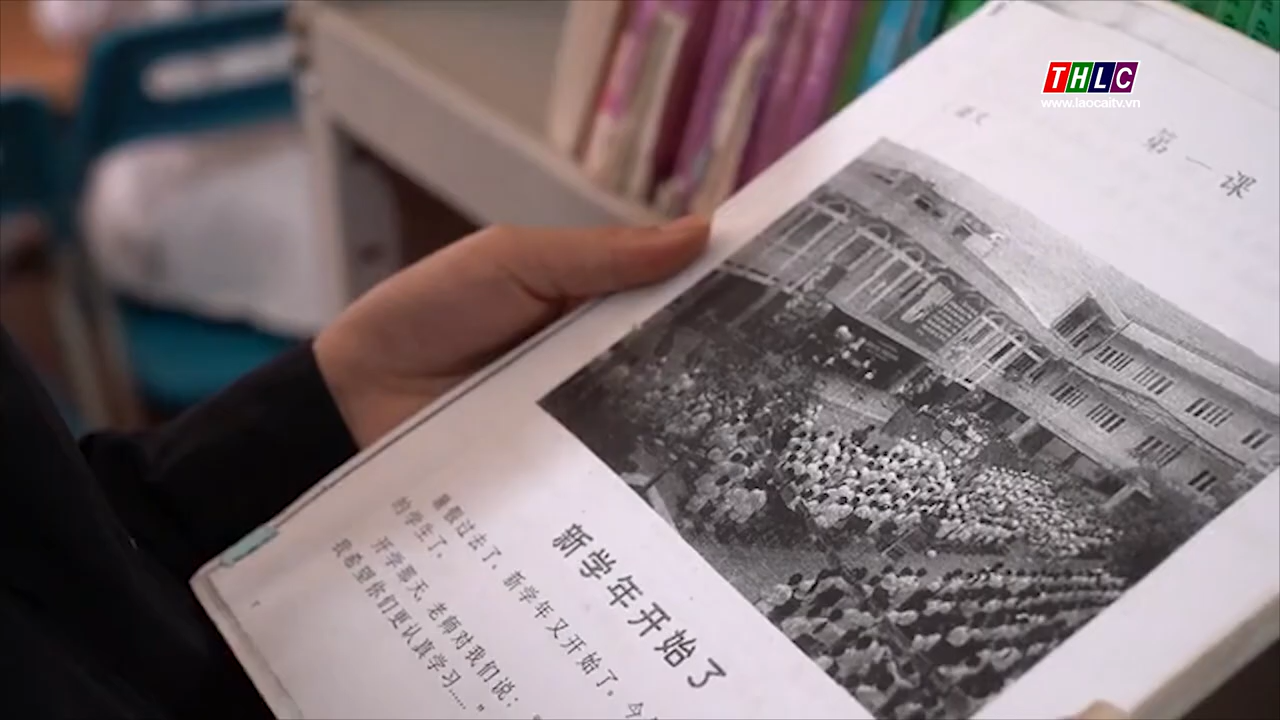 THLC
www.laocaitv.vn
第一课
新学年开始了
暑假过去了，新学年又开始了，今
的学生了。
开学那天，老师对我们说：“
我希望你们更认真学习……”